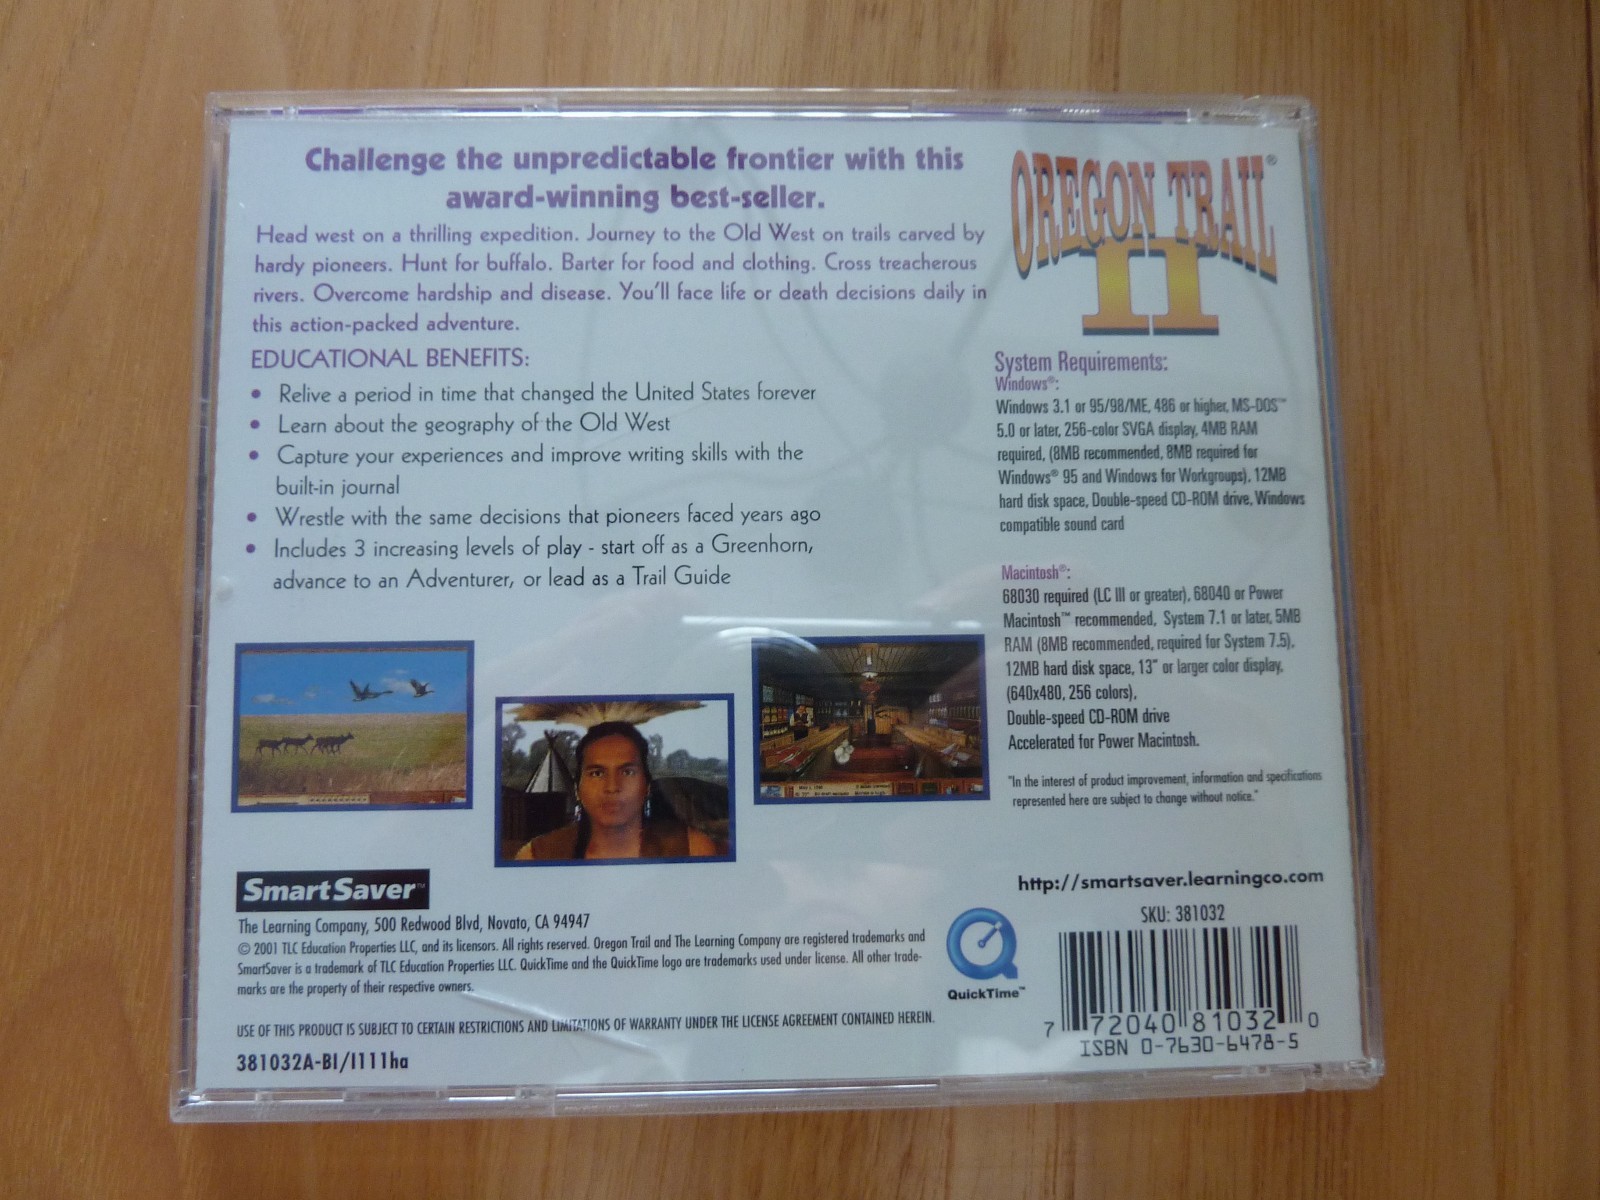 Challenge the unpredictable frontier with this
award-winning best-seller.
Head west on a thrilling expedition. Journey to the Old West on trails carved by
hardy pioneers. Hunt for buffalo. Barter for food and clothing. Cross treacherous
rivers. Overcome hardship and disease. You'll face life or death decisions daily in
this action-packed adventure.
EDUCATIONAL BENEFITS:
• Relive a period in time that changed the United States forever
• Learn about the geography of the Old West
• Capture your experiences and improve writing skills with the
built-in journal
• Wrestle with the same decisions that pioneers faced years ago
• Includes 3 increasing levels of play - start off as a Greenhorn,
advance to an Adventurer, or lead as a Trail Guide
OREGON TRAIL®
II
System Requirements:
Windows®:
Windows 3.1 or 95/98/ME, 486 or higher, MS-DOS™
5.0 or later, 256-color SVGA display, 4MB RAM
required, (8MB recommended, 8MB required for
Windows® 95 and Windows for Workgroups), 12MB
hard disk space, Double-speed CD-ROM drive, Windows
compatible sound card
Macintosh®:
68030 required (LC III or greater), 68040 or Power
Macintosh™ recommended, System 7.1 or later, 5MB
RAM (8MB recommended, required for System 7.5),
12MB hard disk space, 13" or larger color display,
(640x480, 256 colors),
Double-speed CD-ROM drive
Accelerated for Power Macintosh.
"In the interest of product improvement, information and specifications
represented here are subject to change without notice."
SmartSaver™
The Learning Company, 500 Redwood Blvd, Novato, CA 94947
© 2001 TLC Education Properties LLC, and its licensors. All rights reserved. Oregon Trail and The Learning Company are registered trademarks and
SmartSaver is a trademark of TLC Education Properties LLC. QuickTime and the QuickTime logo are trademarks used under license. All other trade-
marks are the property of their respective owners.
USE OF THIS PRODUCT IS SUBJECT TO CERTAIN RESTRICTIONS AND LIMITATIONS OF WARRANTY UNDER THE LICENSE AGREEMENT CONTAINED HEREIN.
381032A-BI/1111ha
http://smartsaver.learningco.com
SKU: 381032
QuickTime™
7 72040 81032 0
ISBN 0-7630-6478-5